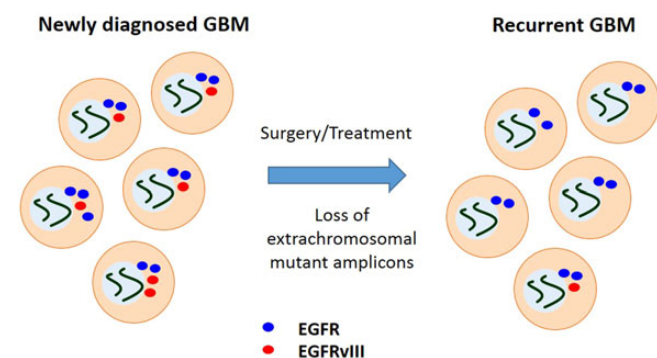 Newly diagnosed GBM
Recurrent GBM
Surgery/Treatment
Loss of
extrachromosomal
mutant amplicons
EGFR
EGFRvIII